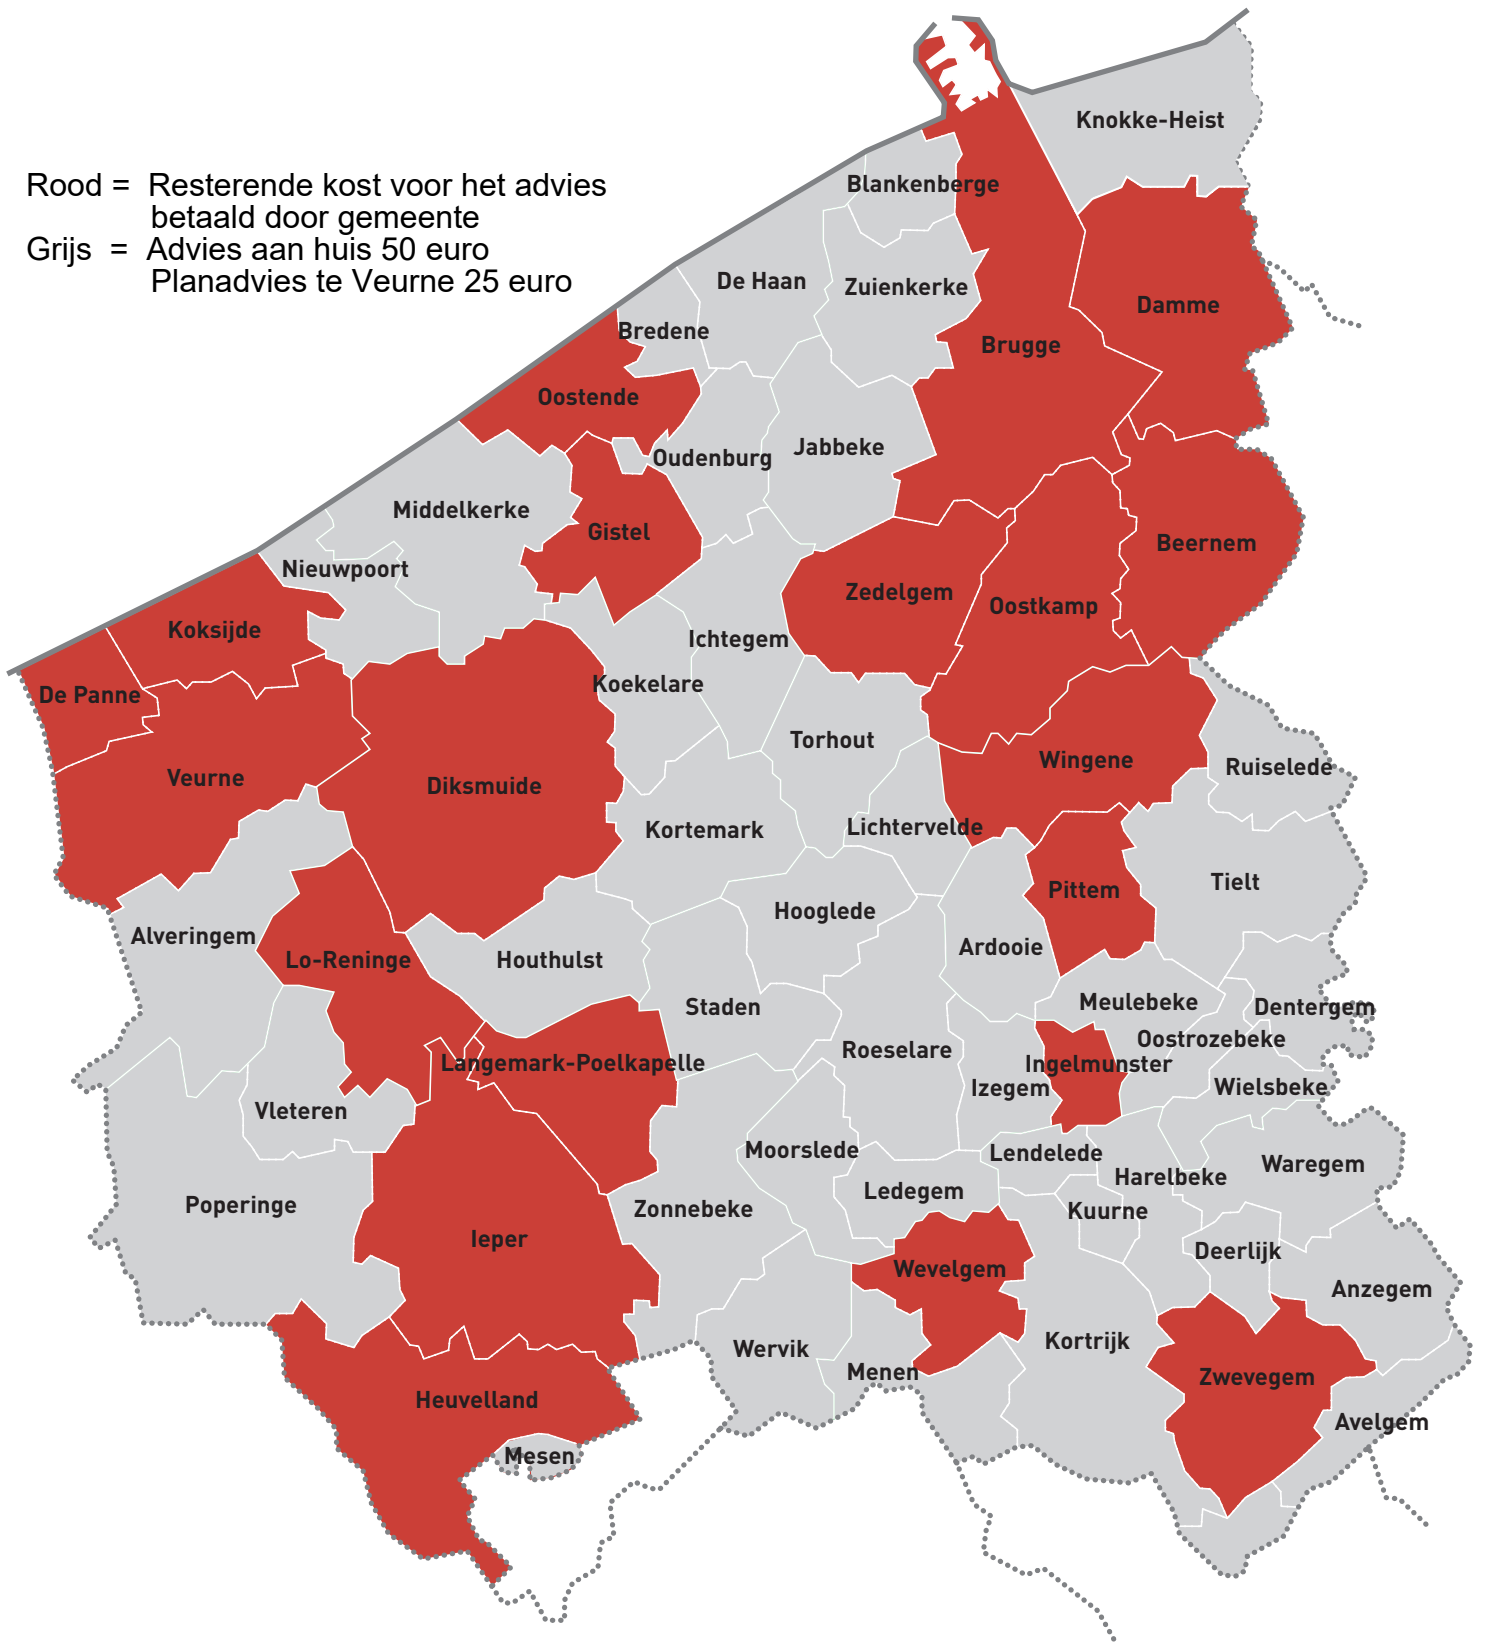 Knokke-Heist
Rood = Resterende kost voor het advies
betaald door gemeente
Grijs = Advies aan huis 50 euro
Planadvies te Veurne 25 euro
Blankenberge
De Haan
Zuienkerke
Damme
Bredene
Brugge
Oostende
Oudenburg
Jabbeke
Middelkerke
Gistel
Beernem
Nieuwpoort
Zedelgem
Oostkamp
Koksijde
Ichtegem
De Panne
Koekelare
Torhout
Wingene
Ruiselede
Veurne
Diksmuide
Kortemark
Lichtervelde
Pittem
Tielt
Hooglede
Alveringem
Ardooie
Lo-Reninge
Houthulst
Staden
Meulebeke
Dentergem
Oostrozebeke
Roeselare
Langemark-Poelkapelle
Ingelmunster
Izegem
Wielsbeke
Vleteren
Moorslede
Lendelede
Waregem
Harelbeke
Ledegem
Poperinge
Zonnebeke
Kuurne
Ieper
Deerlijk
Wevelgem
Anzegem
Kortrijk
Wervik
Menen
Zwevegem
Heuvelland
Avelgem
Mesen